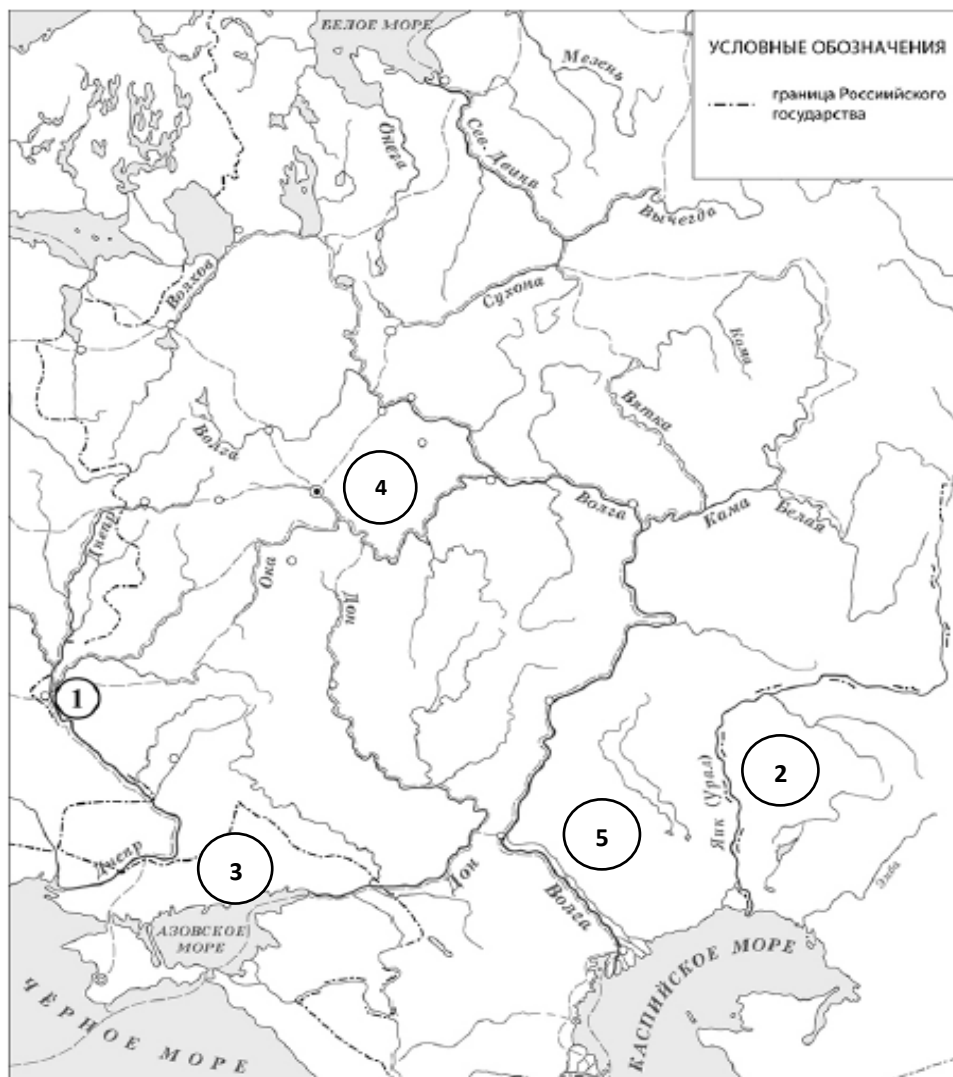 БЕЛОЕ МОРЕ
УСЛОВНЫЕ ОБОЗНАЧЕНИЯ
граница Россиийского
государства
Мезень
Онега
Сев. Двина
Вычегда
Волхов
Сухона
Кама
Вятка
Волга
4
Волга
Кама
Белая
Днепр
Ока
Дон
1
2
Яик (Урал)
5
3
Днепр
Дон
Волга
Эмба
АЗОВСКОЕ
МОРЕ
ЧЁРНОЕ МОРЕ
КАСПИЙСКОЕ МОРЕ